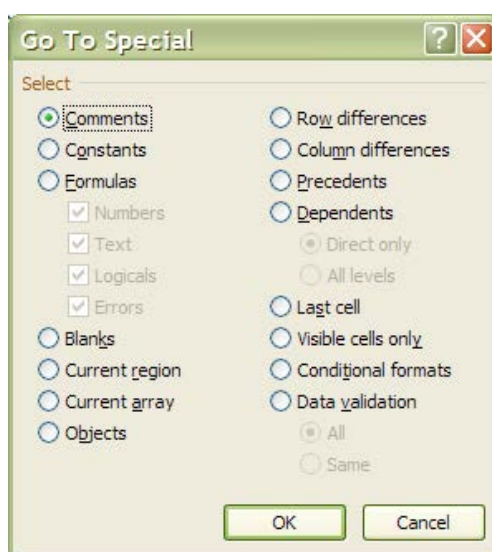 Go To Special
Select
Comments
Constants
Formulas
Numbers
Text
Logicals
Errors
Blanks
Current region
Current array
Objects
Row differences
Column differences
Precedents
Dependents
Direct only
All levels
Last cell
Visible cells only
Conditional formats
Data validation
All
Same
OK
Cancel